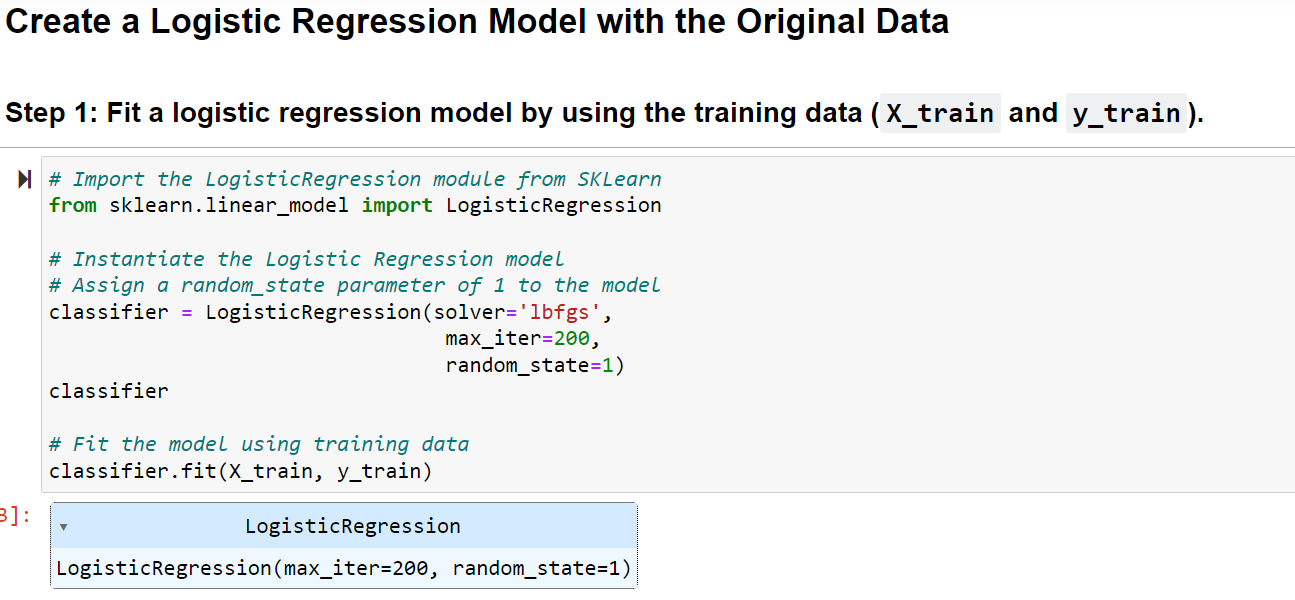 Create a Logistic Regression Model with the Original Data
Step 1: Fit a logistic regression model by using the training data ( X_train and y_train ).
# Import the LogisticRegression module from SKLearn
from sklearn.linear_model import LogisticRegression
# Instantiate the Logistic Regression model
# Assign a random_state parameter of 1 to the model
classifier = LogisticRegression(solver='lbfgs',
                                 max_iter=200,
                                 random_state=1)
classifier
# Fit the model using training data
classifier.fit(X_train, y_train)
]:
▾ LogisticRegression
LogisticRegression(max_iter=200, random_state=1)